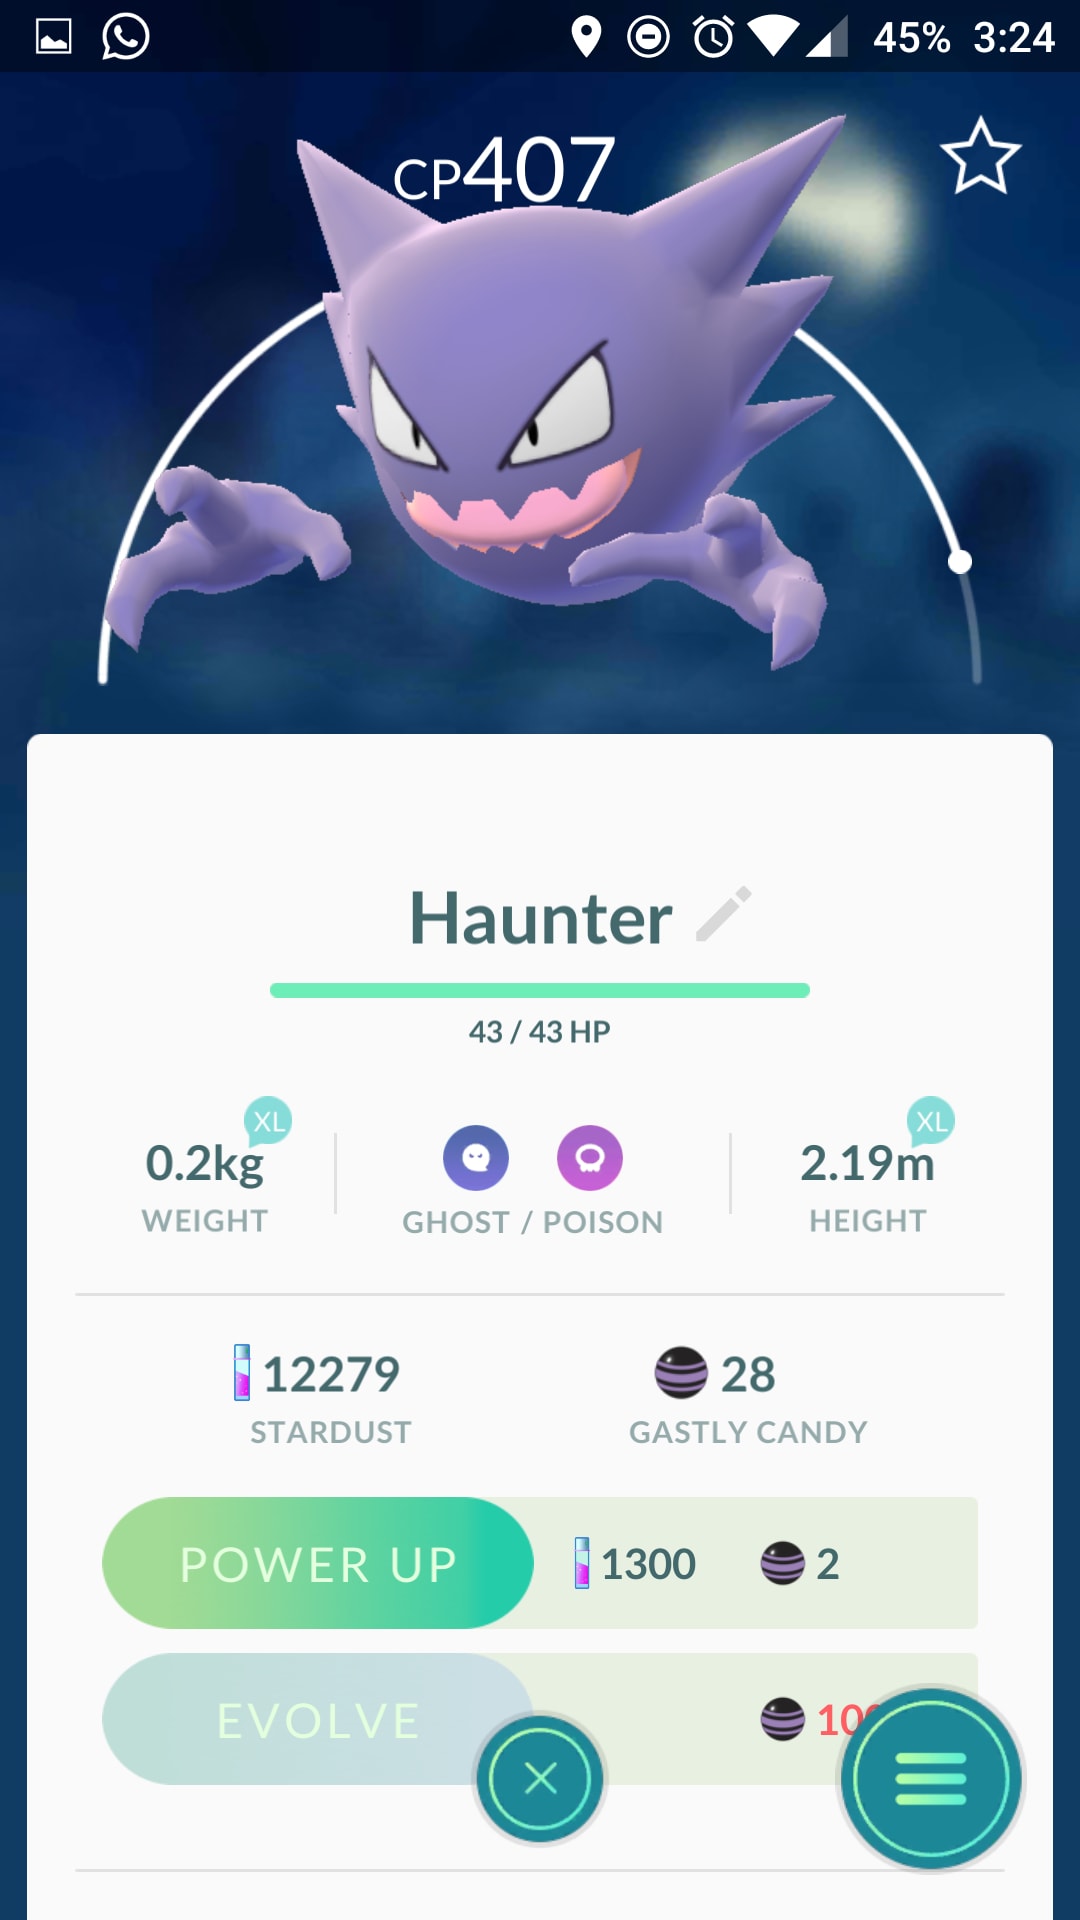 45% 3:24
CP407
Haunter
43 / 43 HP
XL XL
0.2kg 2.19m
WEIGHT GHOST / POISON HEIGHT
12279 28
STARDUST GASTLY CANDY
POWER UP 1300 2
EVOLVE